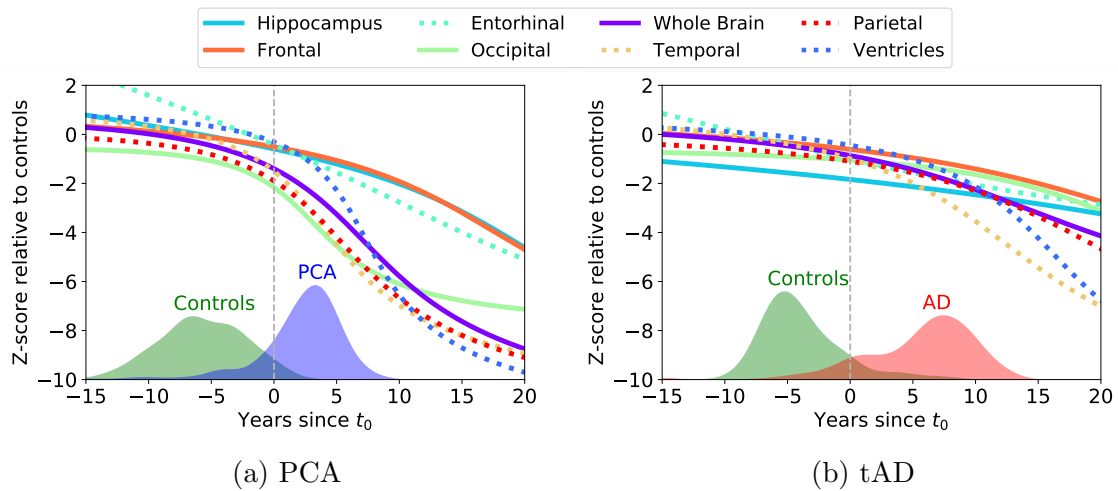 Hippocampus Entorhinal Whole Brain Parietal
Frontal Occipital Temporal Ventricles
Z-score relative to controls
2
0
−2
−4
−6
−8
−10
Controls
PCA
−15 −10 −5 0 5 10 15 20
Years since t₀
(a) PCA
Z-score relative to controls
2
0
−2
−4
−6
−8
−10
Controls
AD
−15 −10 −5 0 5 10 15 20
Years since t₀
(b) tAD